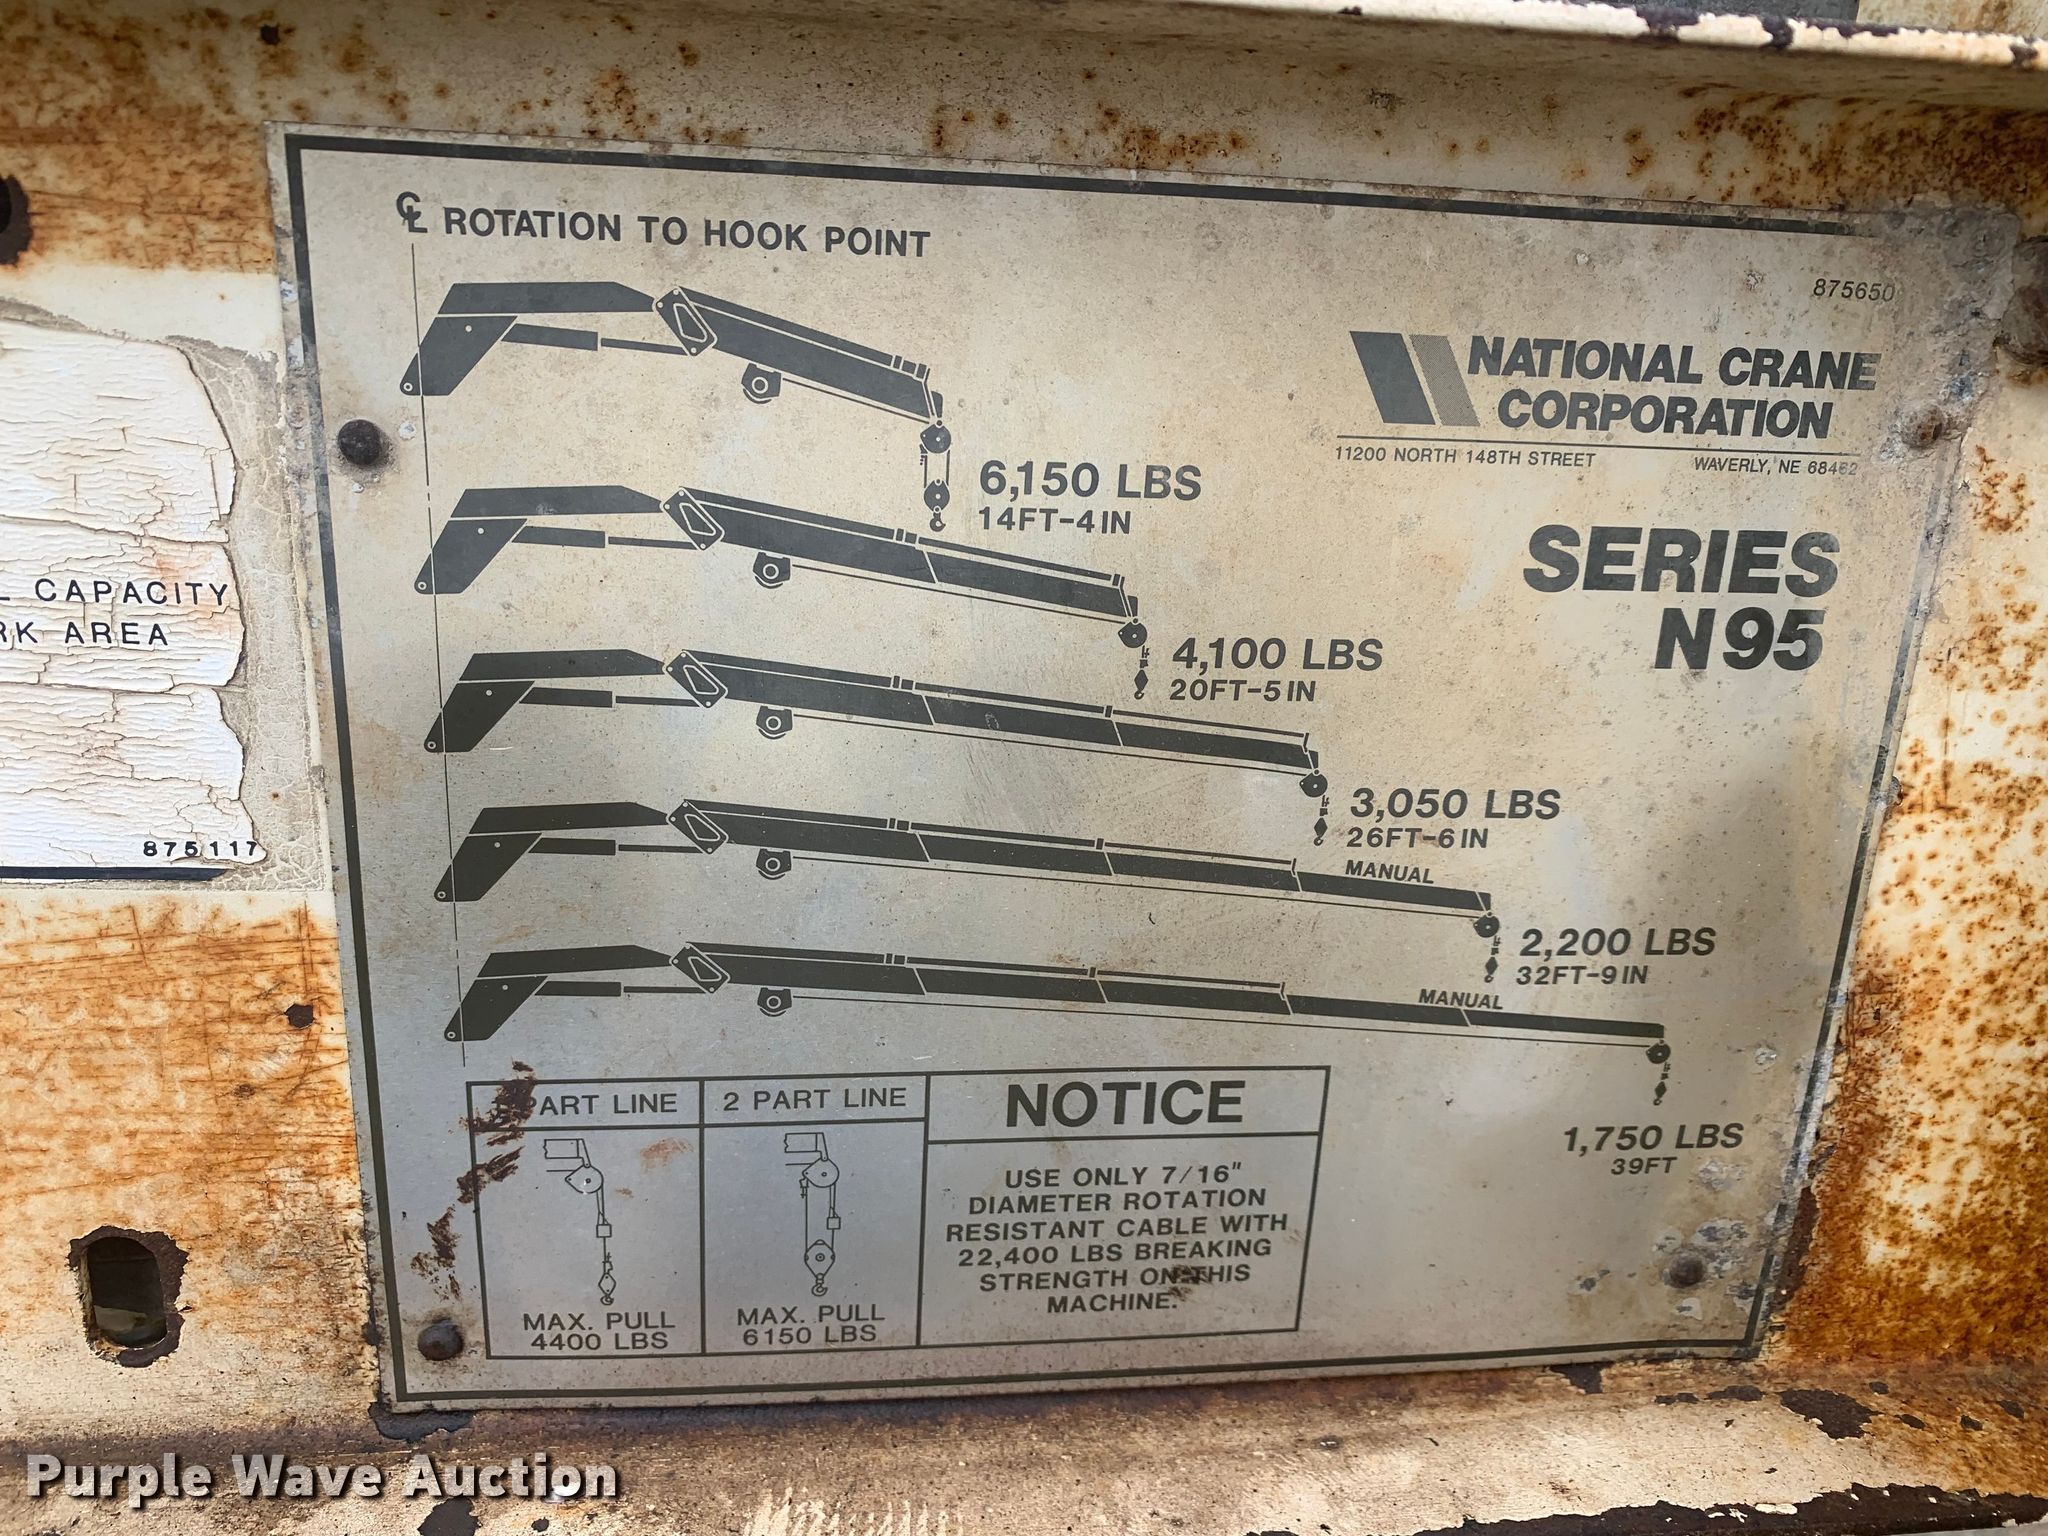 ℄ ROTATION TO HOOK POINT
875650
NATIONAL CRANE
CORPORATION
11200 NORTH 148TH STREET WAVERLY, NE 68462
SERIES
N95
6,150 LBS
14FT-4IN
4,100 LBS
20FT-5IN
3,050 LBS
26FT-6IN
MANUAL
2,200 LBS
32FT-9IN
MANUAL
1,750 LBS
39FT
PART LINE
MAX. PULL
4400 LBS
2 PART LINE
MAX. PULL
6150 LBS
NOTICE
USE ONLY 7/16"
DIAMETER ROTATION
RESISTANT CABLE WITH
22,400 LBS BREAKING
STRENGTH ON THIS
MACHINE.
CAPACITY
AREA
875117
Purple Wave Auction